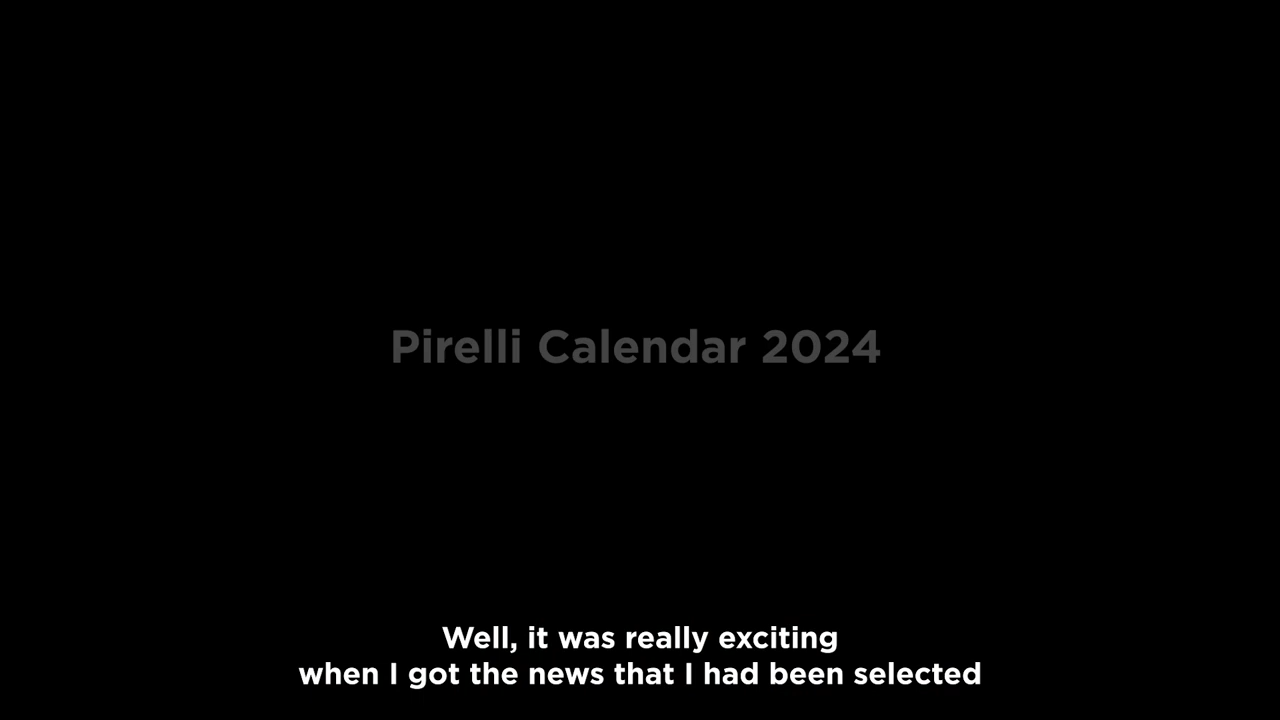 Pirelli Calendar 2024
Well, it was really exciting
when I got the news that I had been selected